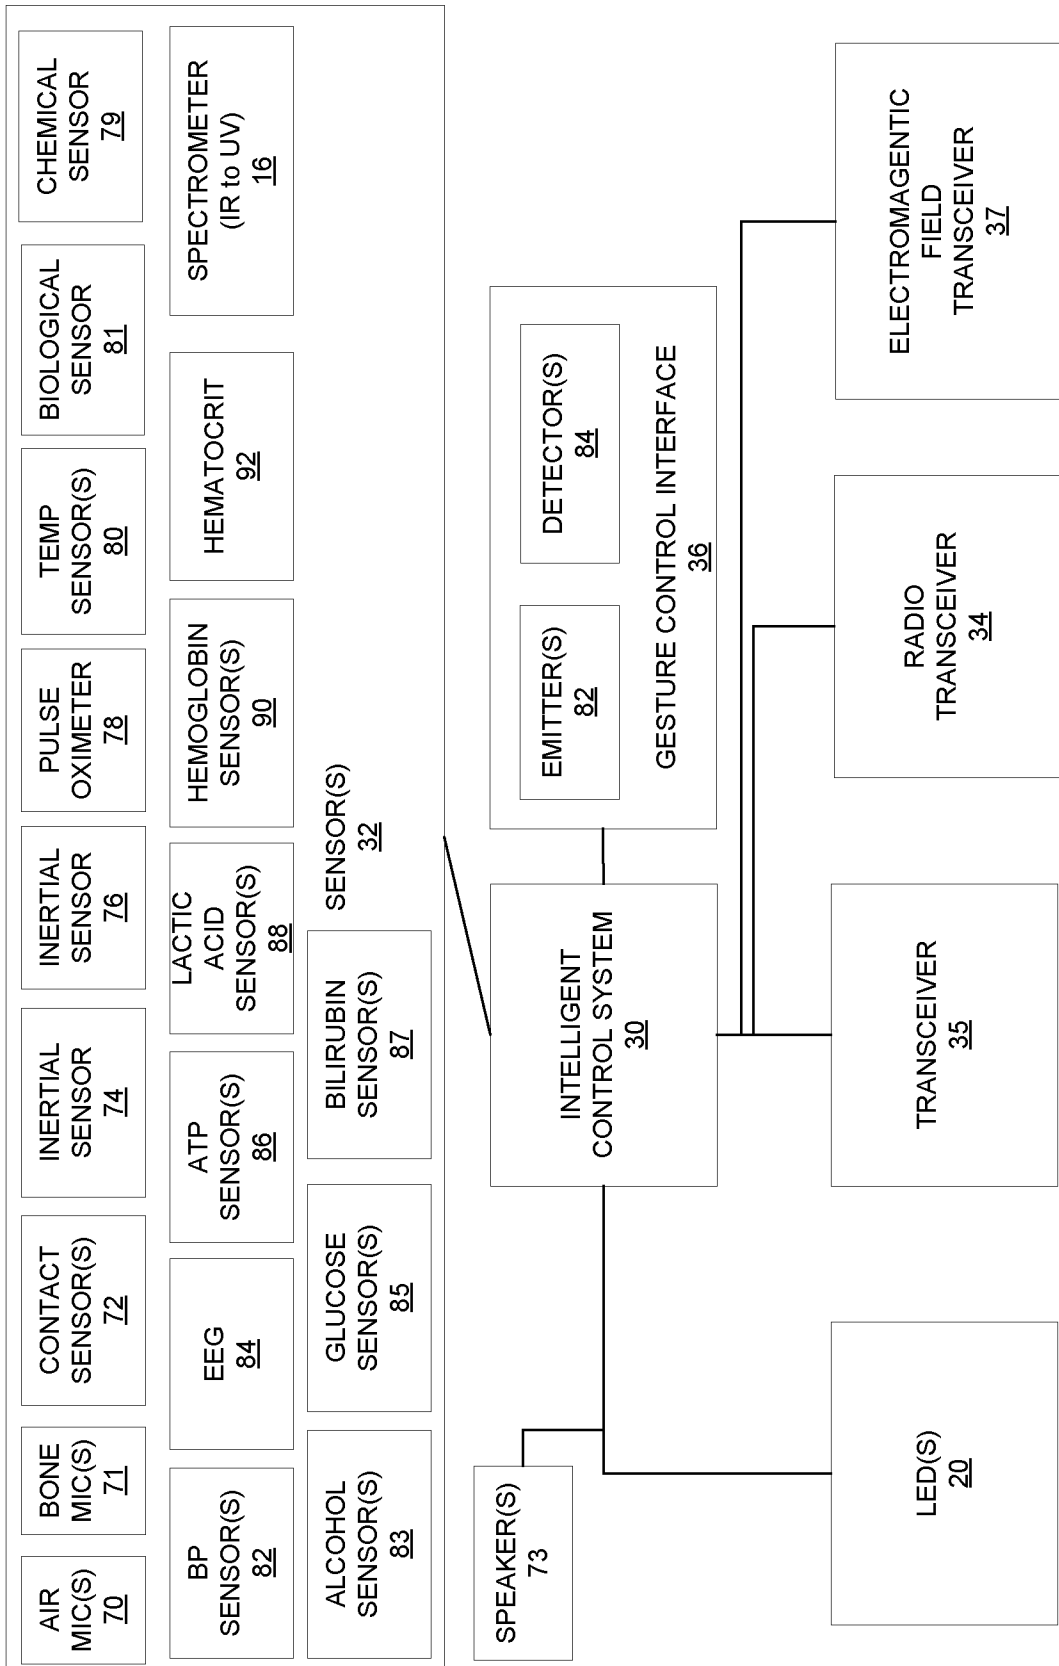 AIR
MIC(S)
70
BONE
MIC(S)
71
CONTACT
SENSOR(S)
72
INERTIAL
SENSOR
74
INERTIAL
SENSOR
76
PULSE
OXIMETER
78
TEMP
SENSOR(S)
80
BIOLOGICAL
SENSOR
81
CHEMICAL
SENSOR
79
BP
SENSOR(S)
82
EEG
84
ATP
SENSOR(S)
86
LACTIC
ACID
SENSOR(S)
88
HEMOGLOBIN
SENSOR(S)
90
HEMATOCRIT
92
SPECTROMETER
(IR to UV)
16
ALCOHOL
SENSOR(S)
83
GLUCOSE
SENSOR(S)
85
BILIRUBIN
SENSOR(S)
87
SENSOR(S)
32
SPEAKER(S)
73
INTELLIGENT
CONTROL SYSTEM
30
EMITTER(S)
82
DETECTOR(S)
84
GESTURE CONTROL INTERFACE
36
LED(S)
20
TRANSCEIVER
35
RADIO
TRANSCEIVER
34
ELECTROMAGENTIC
FIELD
TRANSCEIVER
37